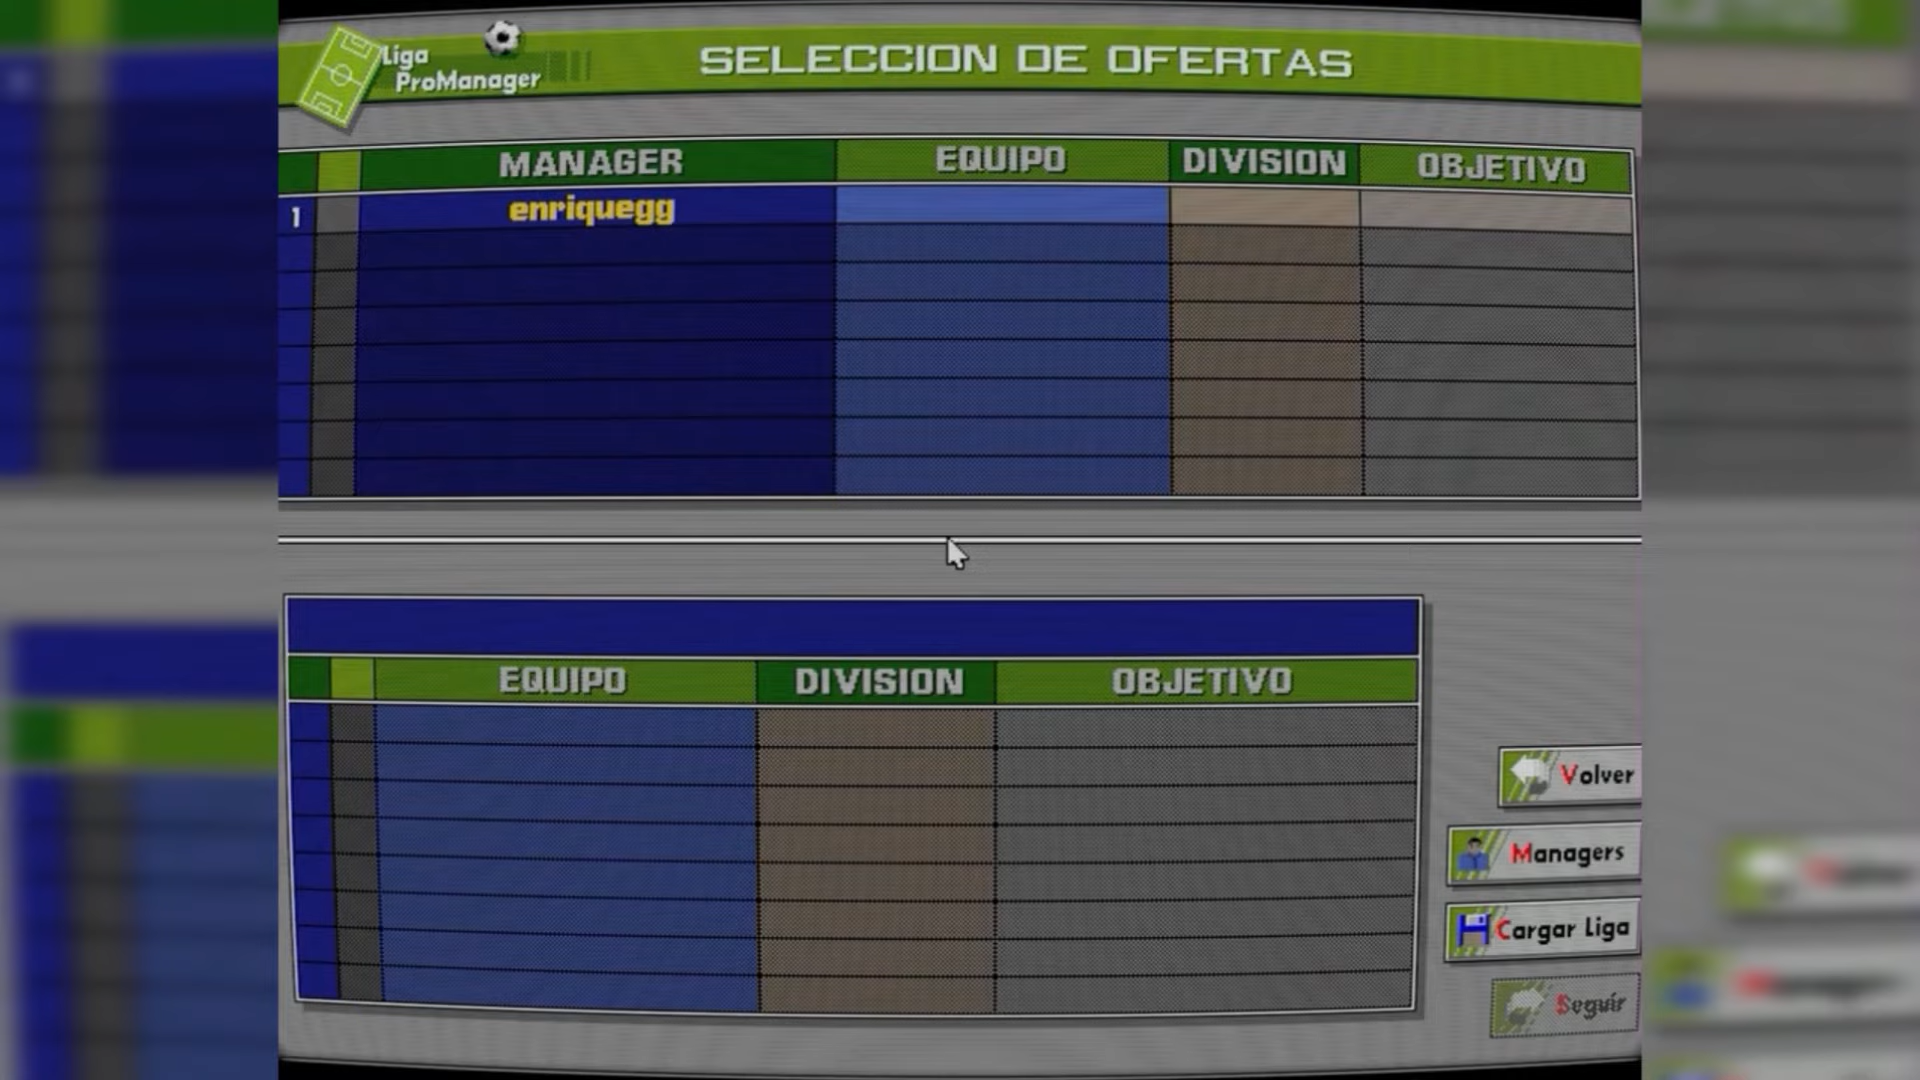 Liga
ProManager
SELECCION DE OFERTAS
MANAGER EQUIPO DIVISION OBJETIVO
1 enriquegg
EQUIPO DIVISION OBJETIVO
Volver
Managers
Cargar Liga
Seguir